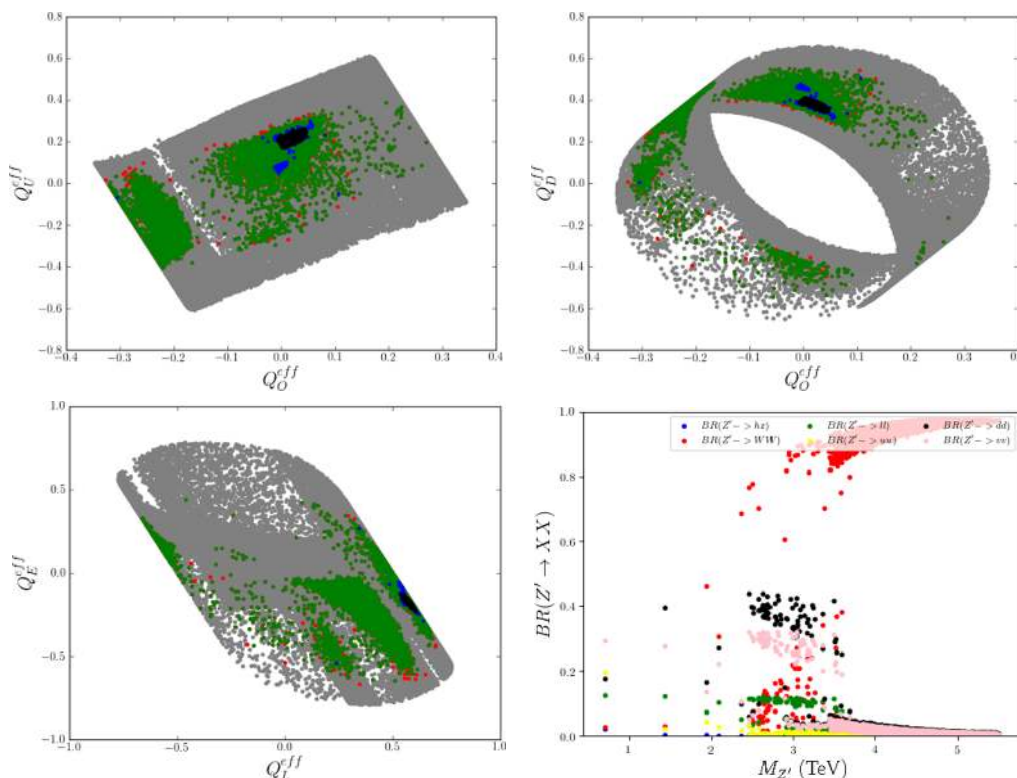 0.8
0.6
0.4
0.2
0.0
−0.2
−0.4
−0.6
−0.8
Q_U^{eff}
−0.4 −0.3 −0.2 −0.1 0.0 0.1 0.2 0.3 0.4
Q_O^{eff}
0.8
0.6
0.4
0.2
0.0
−0.2
−0.4
−0.6
−0.8
Q_D^{eff}
−0.4 −0.3 −0.2 −0.1 0.0 0.1 0.2 0.3 0.4
Q_O^{eff}
1.0
0.5
0.0
−0.5
−1.0
Q_E^{eff}
−1.0 −0.5 0.0 0.5 1.0
Q_L^{eff}
BR(Z′−>hz) BR(Z′−>ll) BR(Z′−>dd)
BR(Z′−>WW) BR(Z′−>uu) BR(Z′−>vv)
1.0
0.8
0.6
0.4
0.2
0.0
BR(Z′ → XX)
1 2 3 4 5
M_{Z′} (TeV)